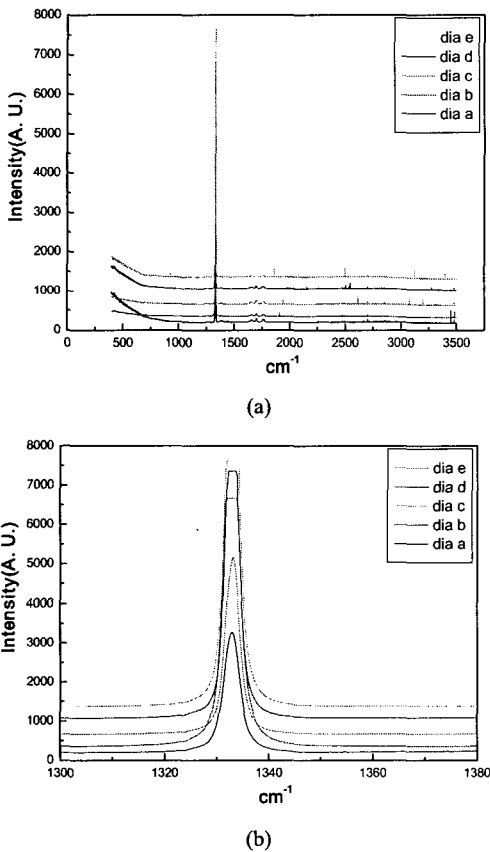 8000
7000
6000
5000
4000
3000
2000
1000
0
Intensity(A. U.)
dia e
dia d
dia c
dia b
dia a
0 500 1000 1500 2000 2500 3000 3500
cm⁻¹
(a)
8000
7000
6000
5000
4000
3000
2000
1000
0
Intensity(A. U.)
dia e
dia d
dia c
dia b
dia a
1300 1320 1340 1360 1380
cm⁻¹
(b)